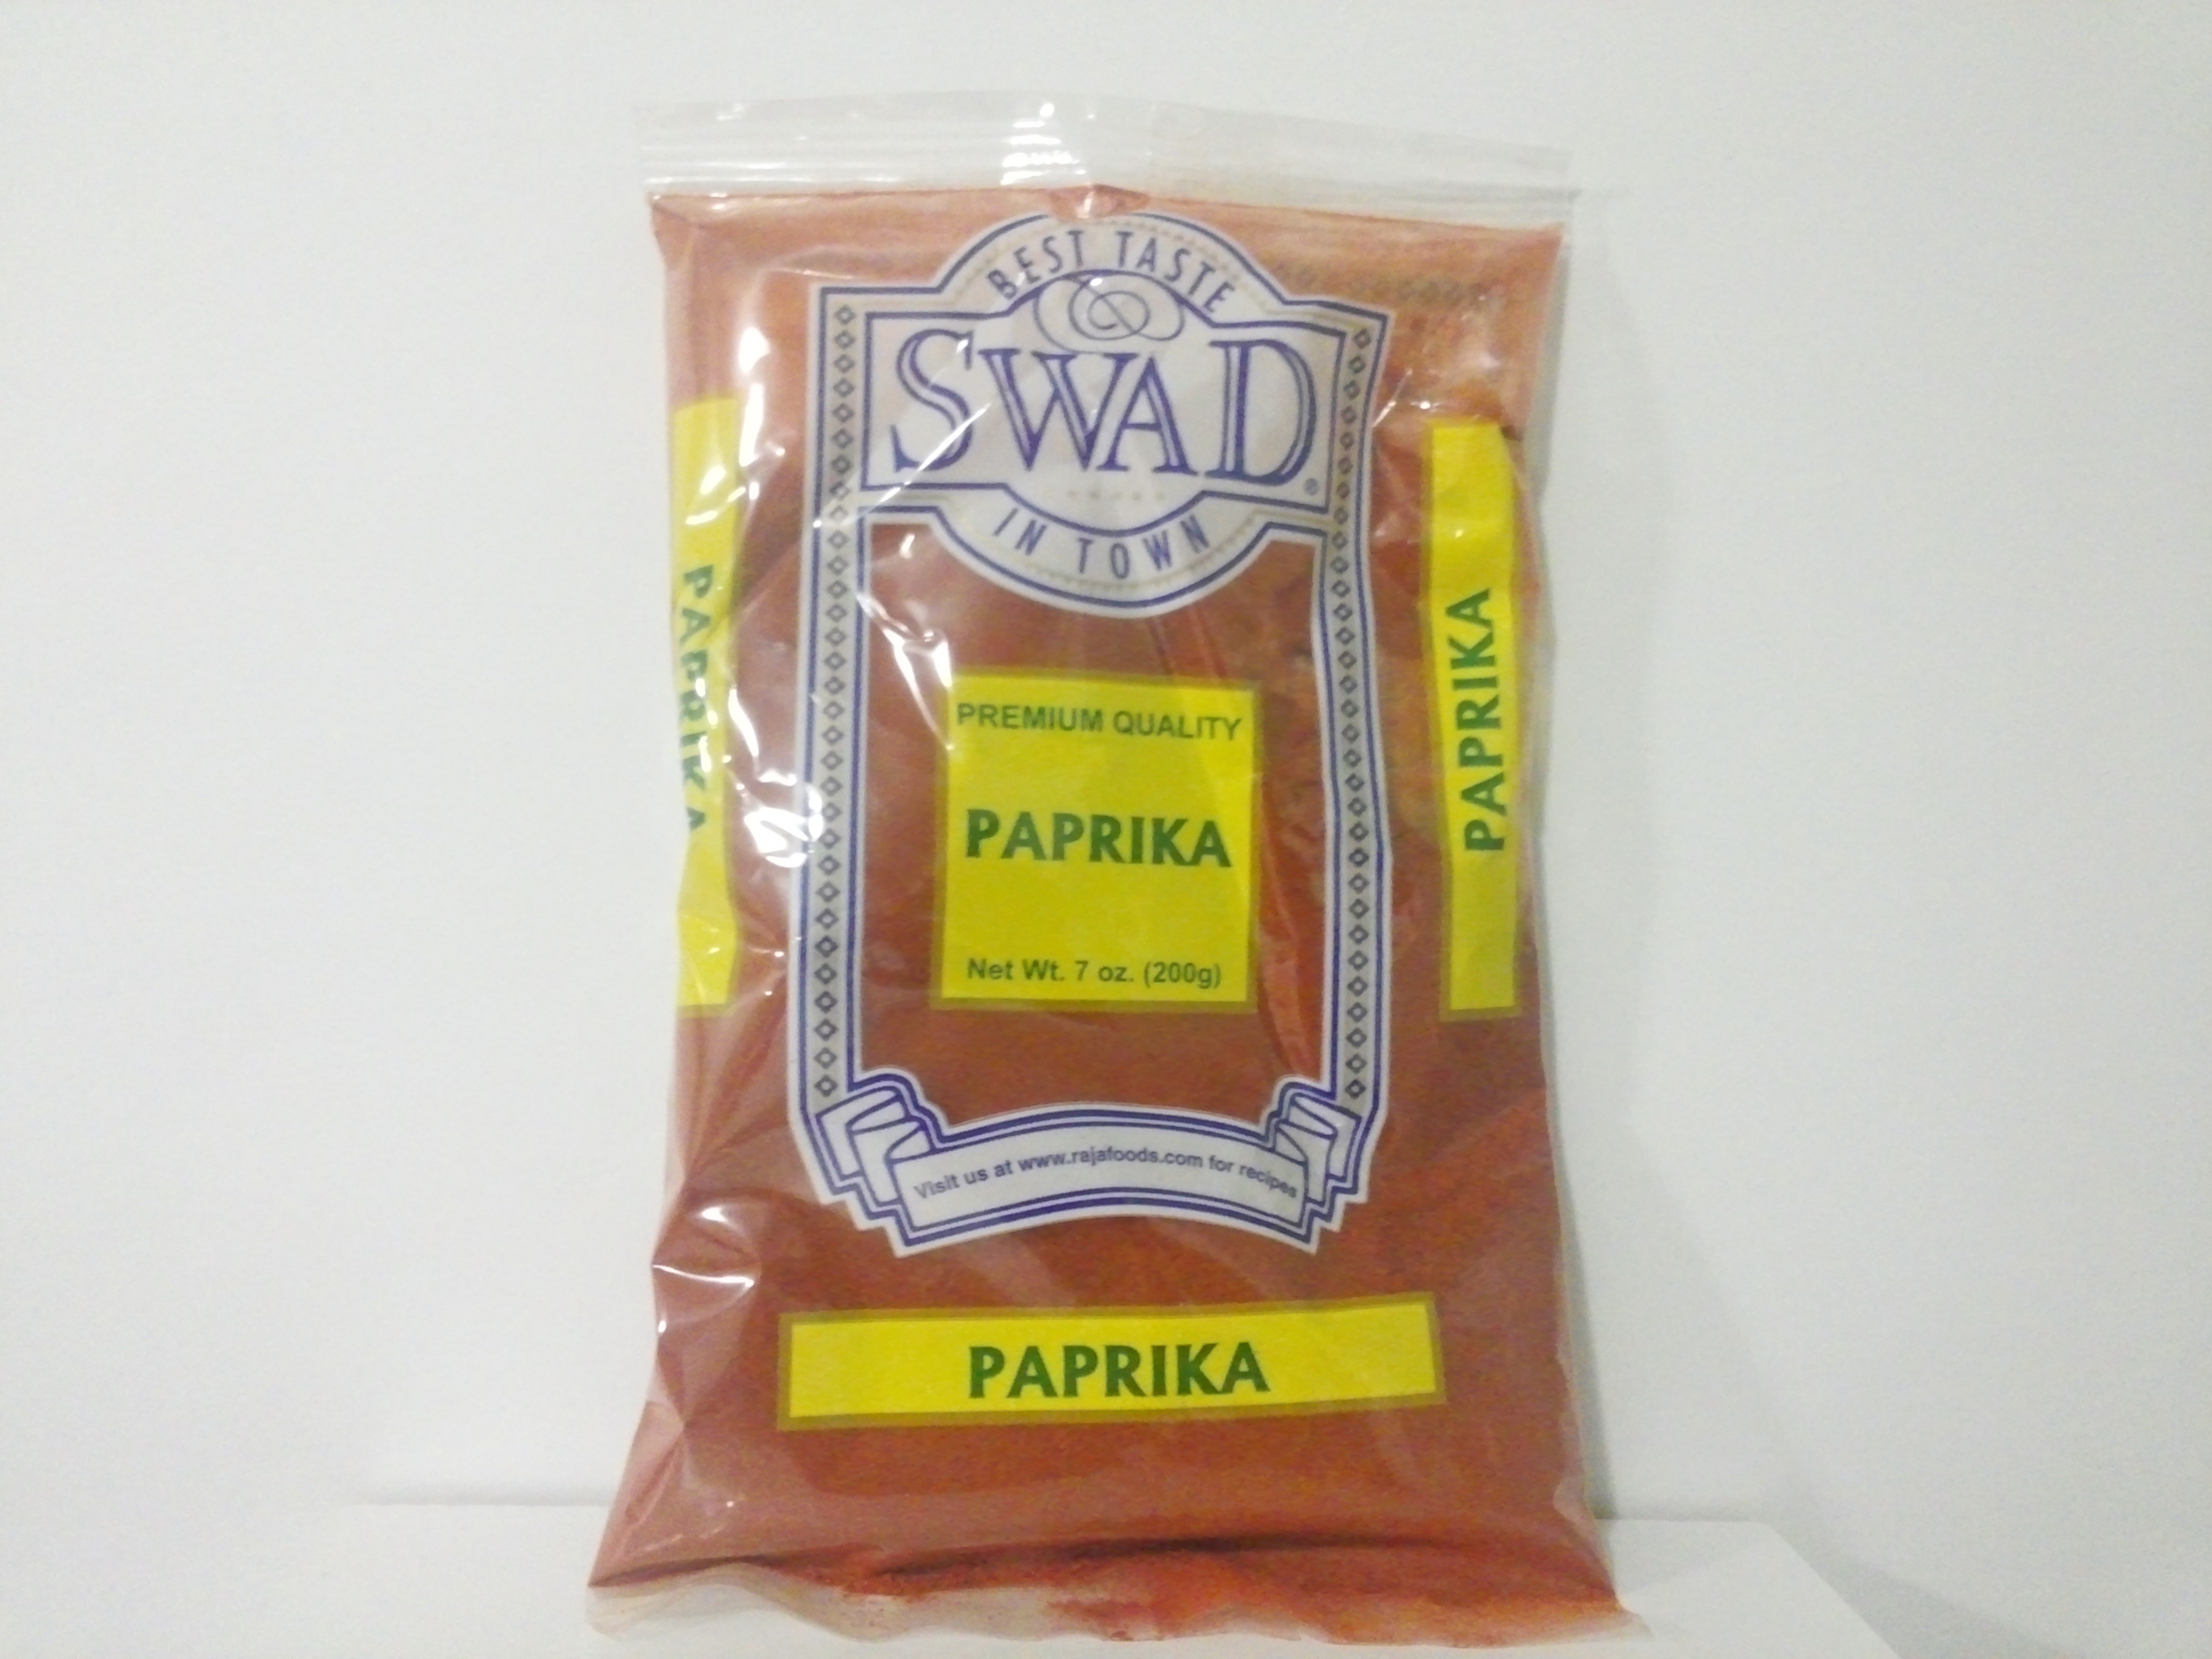 BEST TASTE
SWAD®
IN TOWN
PAPRIKA
PREMIUM QUALITY
PAPRIKA
Net Wt. 7 oz. (200g)
PAPRIKA
Visit us at www.rajafoods.com for recipes
PAPRIKA